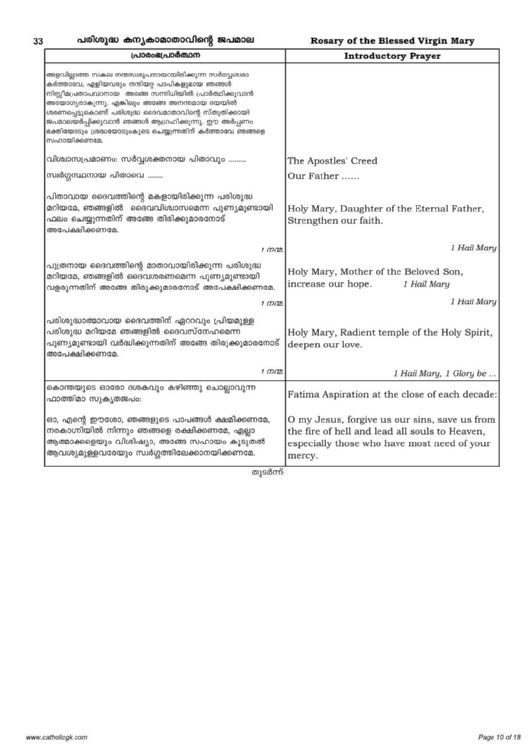 33
പരിശുദ്ധ കന്യകാമാതാവിന്റെ ജപമാല
Rosary of the Blessed Virgin Mary
പ്രാരംഭപ്രാർത്ഥന
Introductory Prayer
അളവില്ലാത്ത സകല നന്മസ്വരൂപനായിരിക്കുന്ന സർവ്വേശ്വരാ
കർത്താവേ, എളിയവരും നന്ദിയറ്റ പാപികളുമായ ഞങ്ങൾ
നിസ്സീമപ്രതാപവാനായ അങ്ങേ സന്നിധിയിൽ പ്രാർത്ഥിക്കുവാൻ
അയോഗ്യരാകുന്നു. എങ്കിലും അങ്ങേ അനന്തമായ ദയയിൽ
ശരണപ്പെട്ടുകൊണ്ട് പരിശുദ്ധ ദൈവമാതാവിന്റെ സ്തുതിക്കായി
ജപമാലയർപ്പിക്കുവാൻ ഞങ്ങൾ ആഗ്രഹിക്കുന്നു. ഈ അർപ്പണം
ഭക്തിയോടും ശ്രദ്ധയോടുംകൂടെ ചെയ്യുന്നതിന് കർത്താവേ ഞങ്ങളെ
സഹായിക്കണമേ.
വിശ്വാസപ്രമാണം: സർവ്വശക്തനായ പിതാവും .........
The Apostles' Creed
സ്വർഗ്ഗസ്ഥനായ പിതാവെ ........
Our Father ......
പിതാവായ ദൈവത്തിന്റെ മകളായിരിക്കുന്ന പരിശുദ്ധ
മറിയമേ, ഞങ്ങളിൽ ദൈവവിശ്വാസമെന്ന പുണ്യമുണ്ടായി
ഫലം ചെയ്യുന്നതിന് അങ്ങേ തിരുക്കുമാരനോട്
അപേക്ഷിക്കണമേ.
Holy Mary, Daughter of the Eternal Father,
Strengthen our faith.
1 നന്മ.
1 Hail Mary
പുത്രനായ ദൈവത്തിന്റെ മാതാവായിരിക്കുന്ന പരിശുദ്ധ
മറിയമേ, ഞങ്ങളിൽ ദൈവശരണമെന്ന പുണ്യമുണ്ടായി
വളരുന്നതിന് അങ്ങേ തിരുക്കുമാരനോട് അപേക്ഷിക്കണമേ.
Holy Mary, Mother of the Beloved Son,
increase our hope. 1 Hail Mary
1 നന്മ.
1 Hail Mary
പരിശുദ്ധാത്മാവായ ദൈവത്തിന് ഏററവും പ്രിയമുള്ള
പരിശുദ്ധ മറിയമേ ഞങ്ങളിൽ ദൈവസ്നേഹമെന്ന
പുണ്യമുണ്ടായി വർദ്ധിക്കുന്നതിന് അങ്ങേ തിരുക്കുമാരനോട്
അപേക്ഷിക്കണമേ.
Holy Mary, Radient temple of the Holy Spirit,
deepen our love.
1 നന്മ.
1 Hail Mary, 1 Glory be ...
കൊന്തയുടെ ഓരോ ദശകവും കഴിഞ്ഞു ചൊല്ലാവുന്ന
ഫാത്തിമാ സുകൃതജപം:
Fatima Aspiration at the close of each decade:
ഓ, എന്റെ ഈശോ, ഞങ്ങളുടെ പാപങ്ങൾ ക്ഷമിക്കണമേ,
നരകാഗ്നിയിൽ നിന്നും ഞങ്ങളെ രക്ഷിക്കണമേ, എല്ലാ
ആത്മാക്കളെയും വിശിഷ്യാ, അങ്ങേ സഹായം കൂടുതൽ
ആവശ്യമുള്ളവരേയും സ്വർഗ്ഗത്തിലേക്കാനയിക്കണമേ.
O my Jesus, forgive us our sins, save us from
the fire of hell and lead all souls to Heaven,
especially those who have most need of your
mercy.
തുടർന്ന്:
www.catholicgk.com
Page 10 of 18